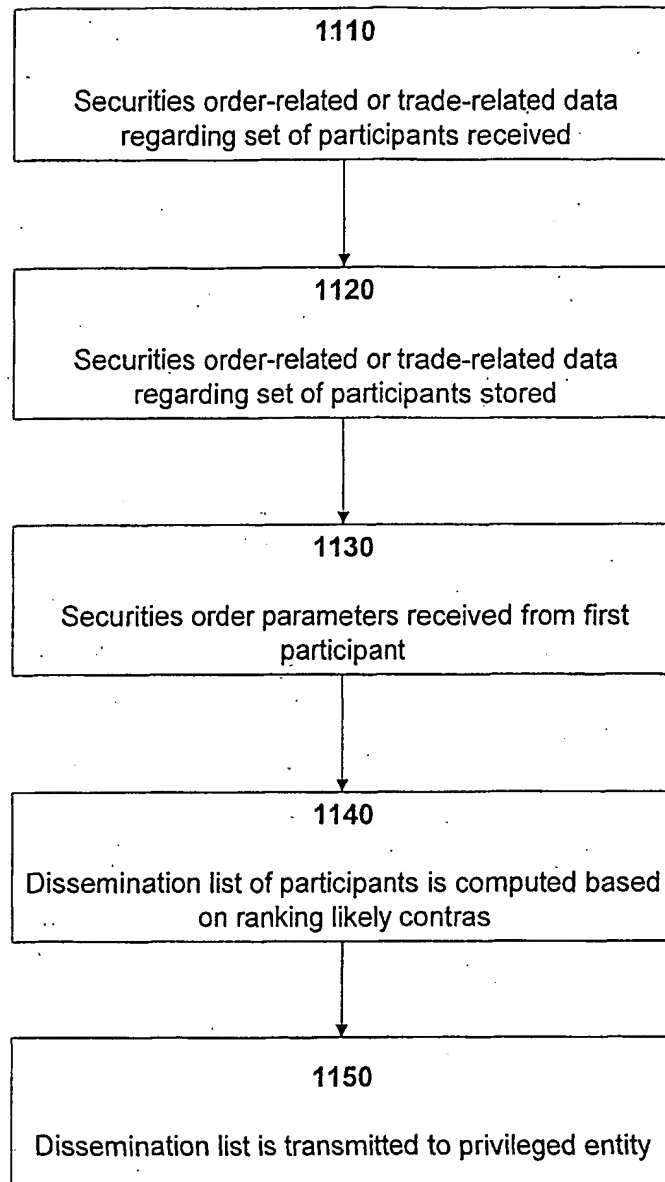 1110
Securities order-related or trade-related data
regarding set of participants received
1120
Securities order-related or trade-related data
regarding set of participants stored
1130
Securities order parameters received from first
participant
1140
Dissemination list of participants is computed based
on ranking likely contras
1150
Dissemination list is transmitted to privileged entity